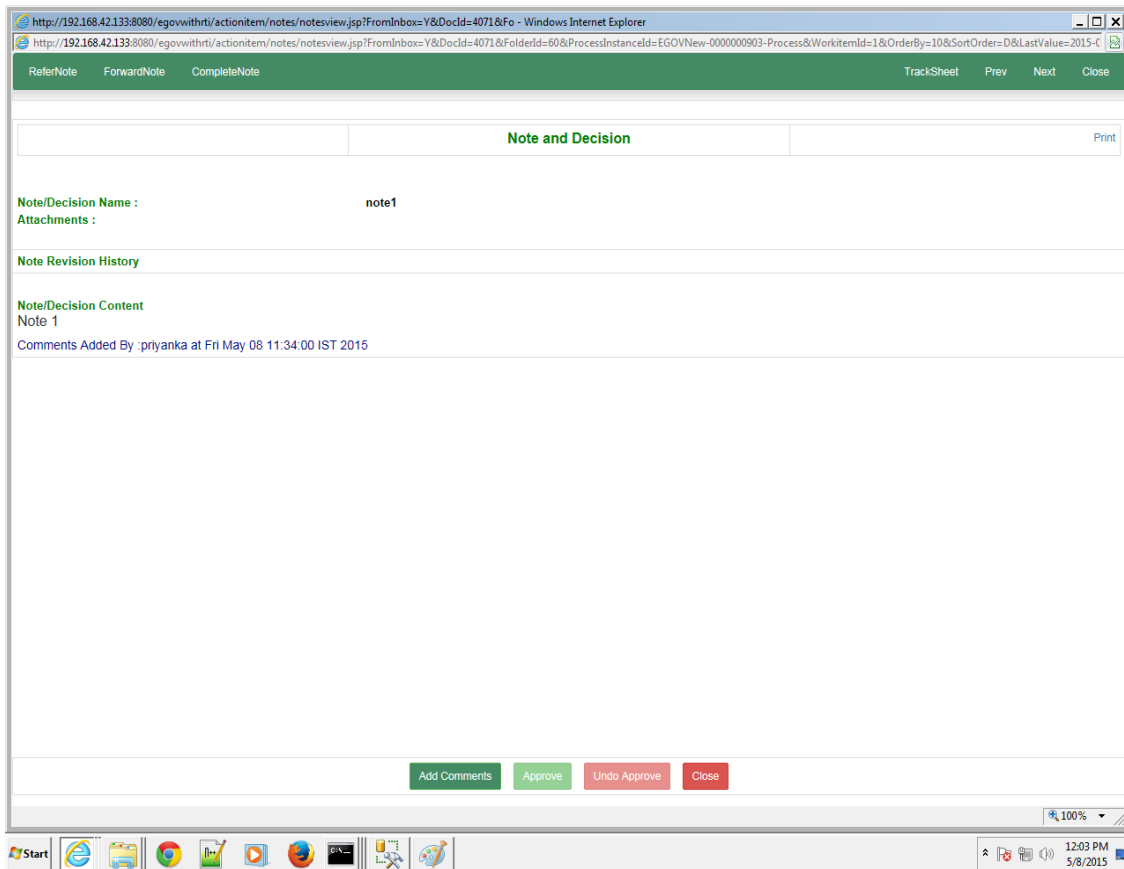 http://192.168.42.133:8080/egovwithrti/actionitem/notes/notesview.jsp?FromInbox=Y&DocId=4071&Fo - Windows Internet Explorer
http://192.168.42.133:8080/egovwithrti/actionitem/notes/notesview.jsp?FromInbox=Y&DocId=4071&FolderId=60&ProcessInstanceId=EGOVNew-0000000903-Process&WorkitemId=1&OrderBy=10&SortOrder=D&LastValue=2015-0
ReferNote ForwardNote CompleteNote TrackSheet Prev Next Close
Note and Decision Print
Note/Decision Name : note1
Attachments :
Note Revision History
Note/Decision Content
Note 1
Comments Added By :priyanka at Fri May 08 11:34:00 IST 2015
Add Comments Approve Undo Approve Close
100%
Start 12:03 PM
5/8/2015